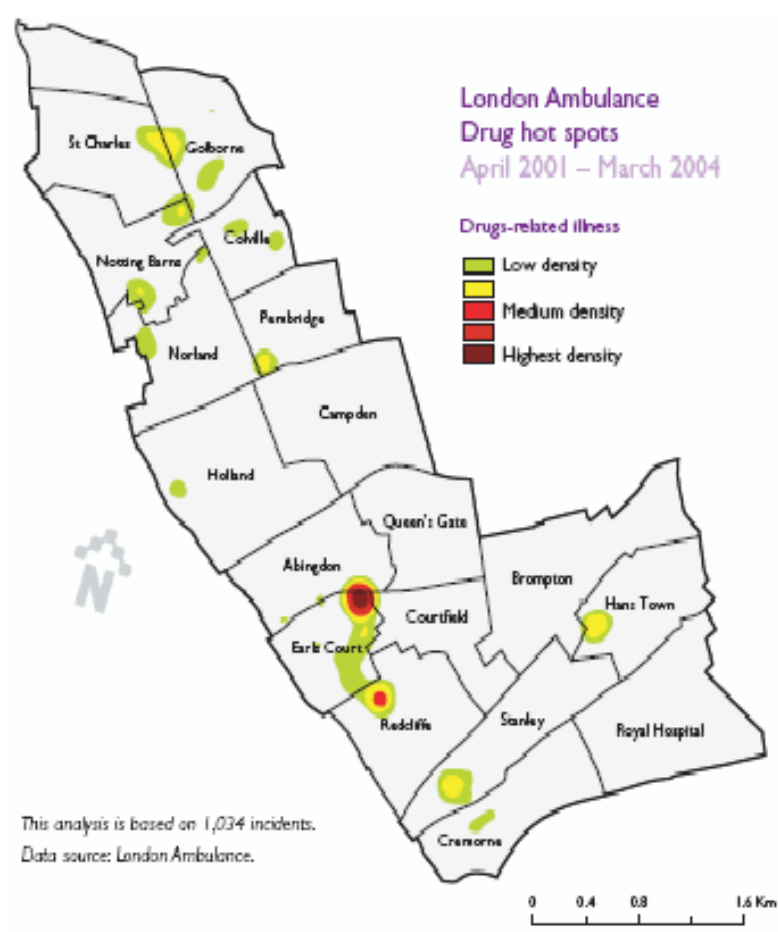 London Ambulance
Drug hot spots
April 2001 – March 2004
Drugs-related illness
Low density
Medium density
Highest density
St Charles
Golborne
Colville
Notting Barns
Pembridge
Norland
Campden
Holland
Queen's Gate
Abingdon
Brompton
Hans Town
Courtfield
Earls Court
Redcliffe
Stanley
Royal Hospital
Cremorne
N
This analysis is based on 1,034 incidents.
Data source: London Ambulance.
0 0.4 0.8 1.6 Km